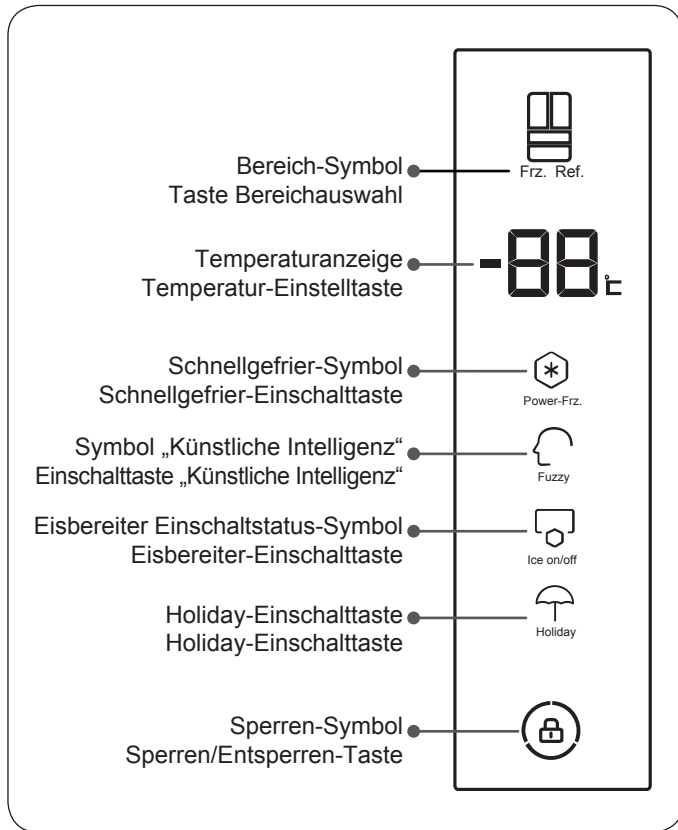 Bereich-Symbol
Taste Bereichauswahl
Frz. Ref.
Temperaturanzeige
Temperatur-Einstelltaste
-88°C
Schnellgefrier-Symbol
Schnellgefrier-Einschalttaste
Power-Frz.
Symbol „Künstliche Intelligenz“
Einschalttaste „Künstliche Intelligenz“
Fuzzy
Eisbereiter Einschaltstatus-Symbol
Eisbereiter-Einschalttaste
Ice on/off
Holiday-Einschalttaste
Holiday-Einschalttaste
Holiday
Sperren-Symbol
Sperren/Entsperren-Taste